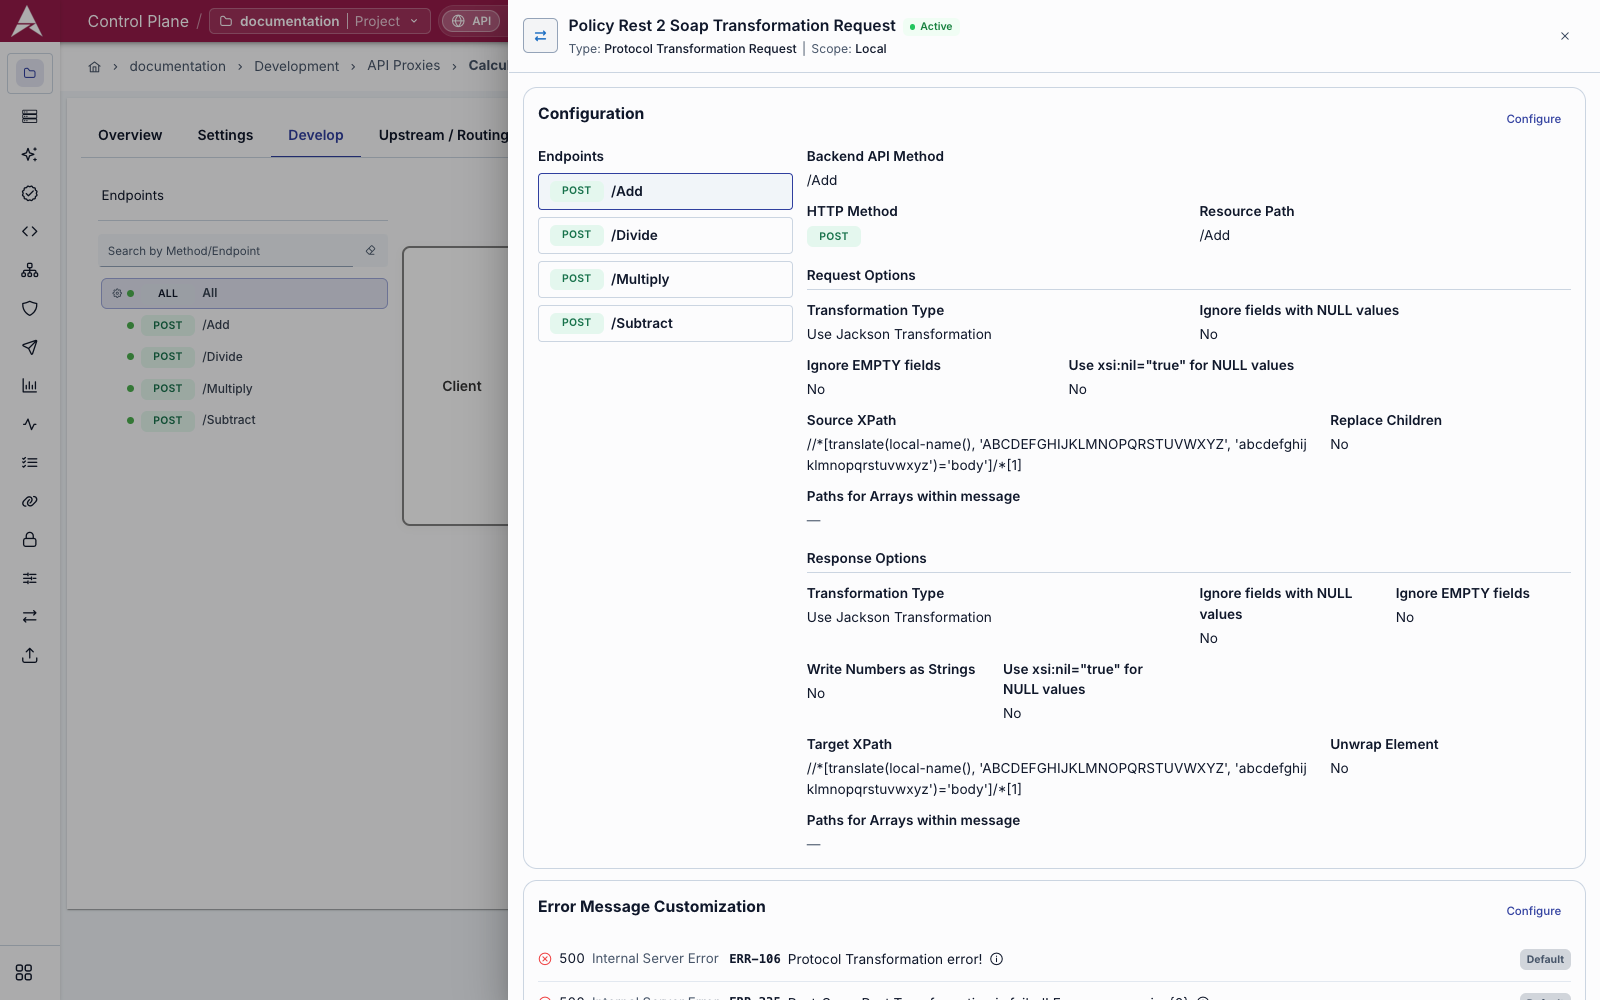 Control Plane / documentation | Project
API
documentation > Development > API Proxies > Calcu
Overview Settings Develop Upstream / Routing
Endpoints
Search by Method/Endpoint
ALL All
POST /Add
POST /Divide
POST /Multiply
POST /Subtract
Client
Policy Rest 2 Soap Transformation Request Active
Type: Protocol Transformation Request | Scope: Local
Configuration
Configure
Endpoints
POST /Add
POST /Divide
POST /Multiply
POST /Subtract
Backend API Method
/Add
HTTP Method Resource Path
POST /Add
Request Options
Transformation Type Ignore fields with NULL values
Use Jackson Transformation No
Ignore EMPTY fields Use xsi:nil="true" for NULL values
No No
Source XPath Replace Children
//*[translate(local-name(), 'ABCDEFGHIJKLMNOPQRSTUVWXYZ', 'abcdefghij No
klmnopqrstuvwxyz')='body']/*[1]
Paths for Arrays within message
—
Response Options
Transformation Type Ignore fields with NULL Ignore EMPTY fields
Use Jackson Transformation values No
No
Write Numbers as Strings Use xsi:nil="true" for
No NULL values
No
Target XPath Unwrap Element
//*[translate(local-name(), 'ABCDEFGHIJKLMNOPQRSTUVWXYZ', 'abcdefghij No
klmnopqrstuvwxyz')='body']/*[1]
Paths for Arrays within message
—
Error Message Customization
Configure
500 Internal Server Error ERR-106 Protocol Transformation error! Default